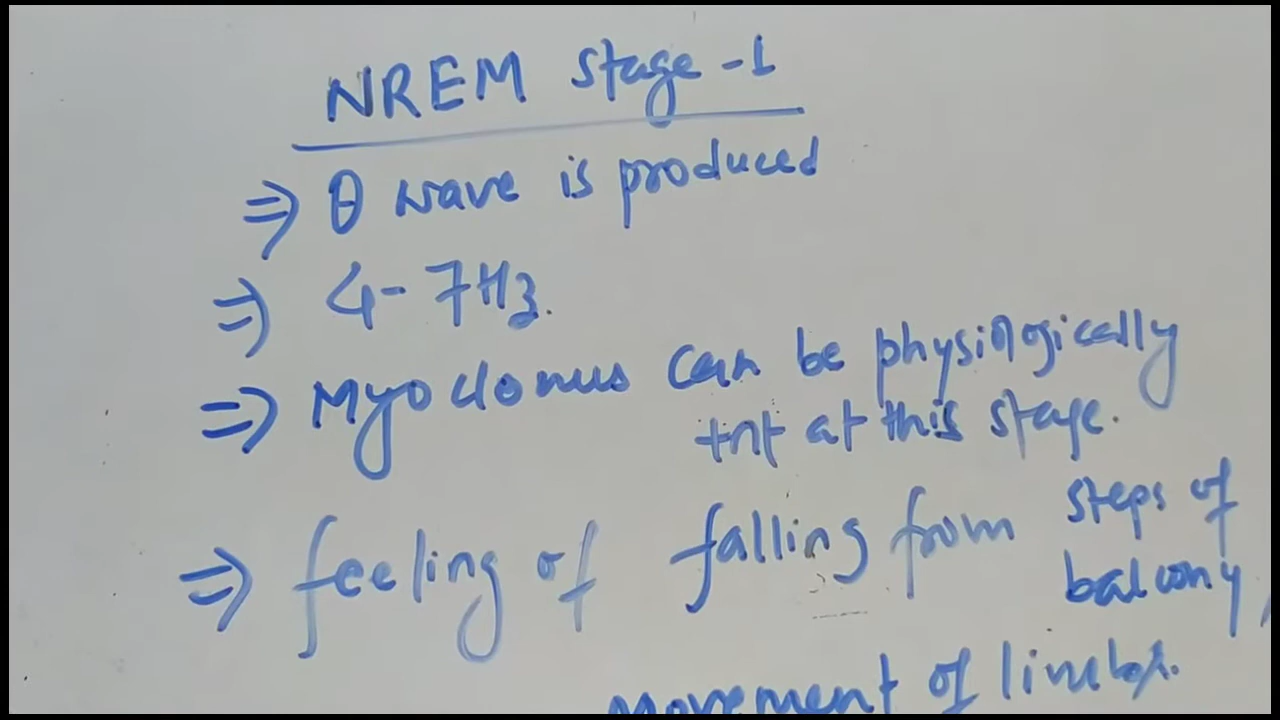 NREM Stage -1
⇒ θ wave is produced
⇒ 4-7Hz.
⇒ Myoclonus can be physiologically
+nt at this stage.
⇒ feeling of falling from steps of
balcony,
movement of limbs.